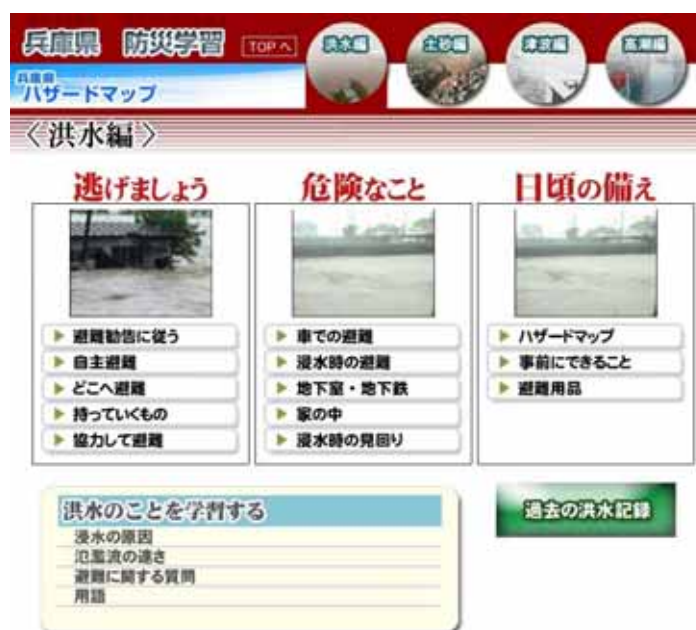 兵庫県 防災学習 TOPへ 洪水編 土砂編 津波編 高潮編
兵庫県
ハザードマップ
〈洪水編〉
逃げましょう
避難勧告に従う
自主避難
どこへ避難
持っていくもの
協力して避難
危険なこと
車での避難
浸水時の避難
地下室・地下鉄
家の中
浸水時の見回り
日頃の備え
ハザードマップ
事前にできること
避難用品
洪水のことを学習する
浸水の原因
氾濫流の速さ
避難に関する質問
用語
過去の洪水記録